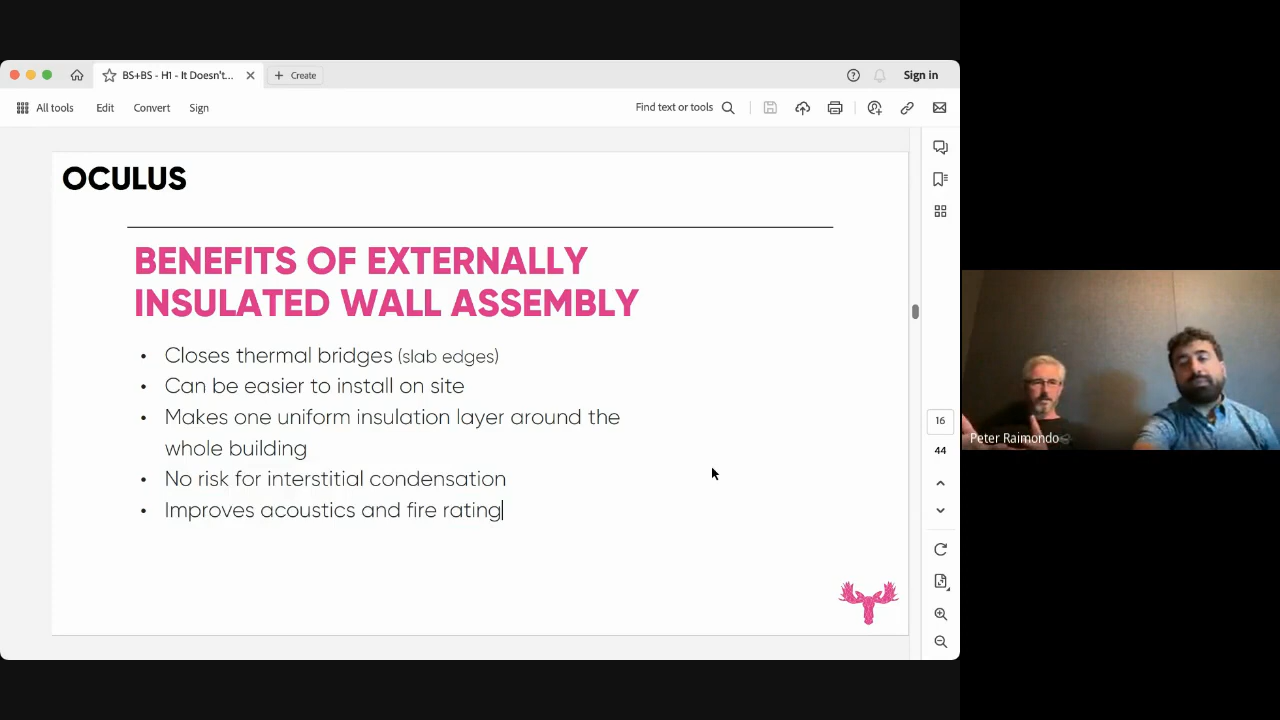 BS+BS - H1 - It Doesn't...
Create
Sign in
All tools
Edit
Convert
Sign
Find text or tools
OCULUS
BENEFITS OF EXTERNALLY
INSULATED WALL ASSEMBLY
• Closes thermal bridges (slab edges)
• Can be easier to install on site
• Makes one uniform insulation layer around the
whole building
• No risk for interstitial condensation
• Improves acoustics and fire rating
16
44
Peter Raimondo